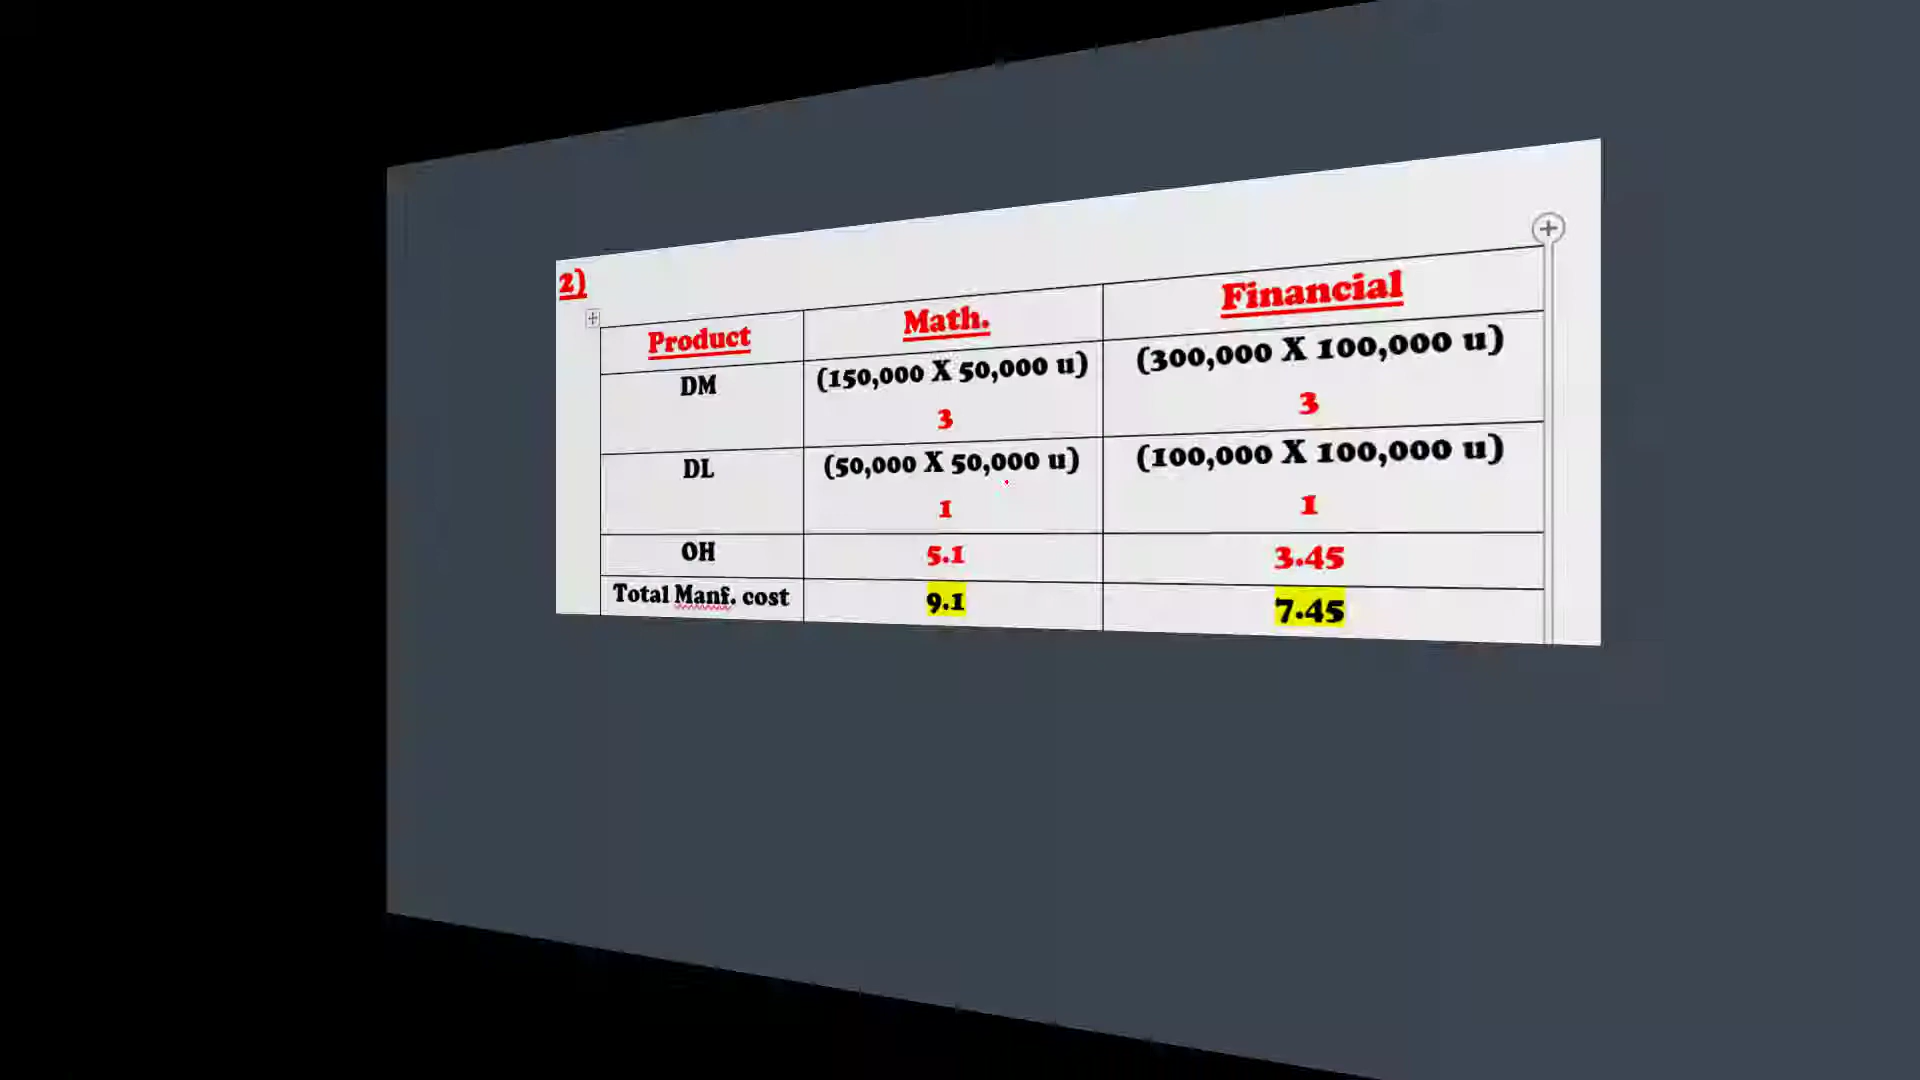 2)
Product Math. Financial
DM (150,000 X 50,000 u) (300,000 X 100,000 u)
3 3
DL (50,000 X 50,000 u) (100,000 X 100,000 u)
1 1
OH 5.1 3.45
Total Manf. cost 9.1 7.45